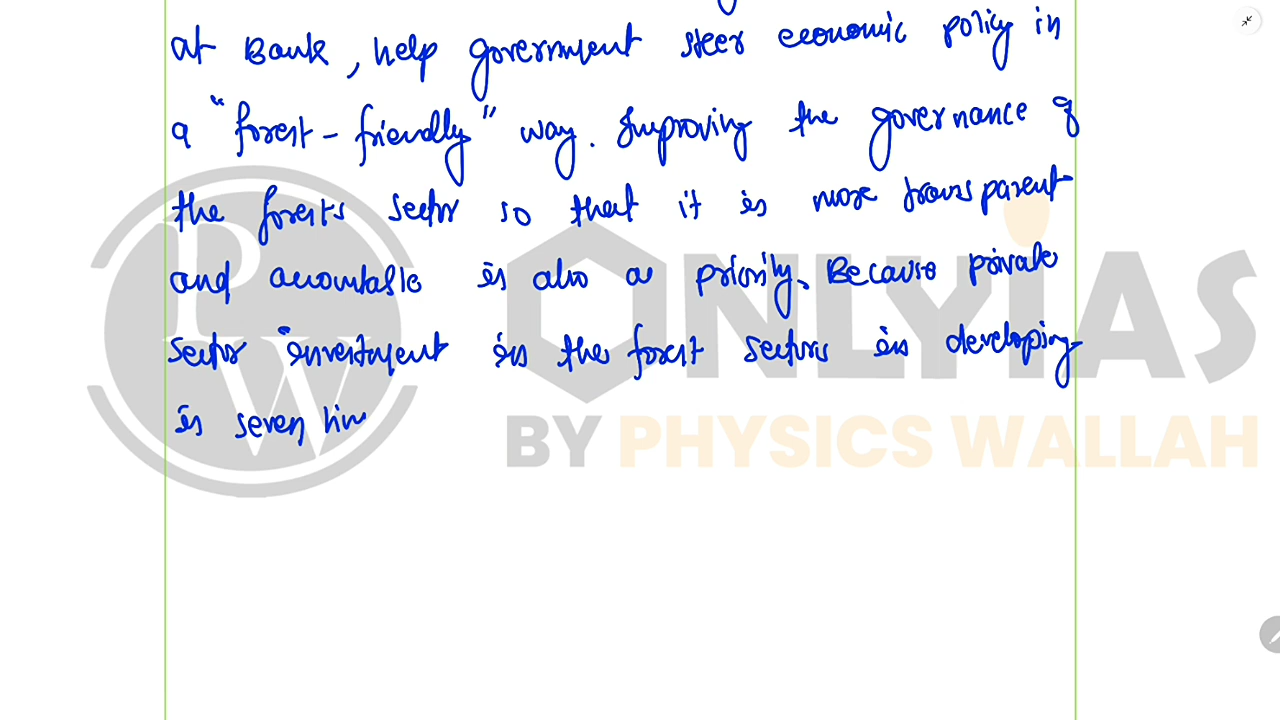 at Bank, help government steer economic policy in
a "forest-friendly" way. Improving the governance of
the forests sector so that it is more transparent
and accountable is also a priority. Because private
sector investment in the forest sectors in developing
is seven tim
PW
ONLYIAS
BY PHYSICS WALLAH